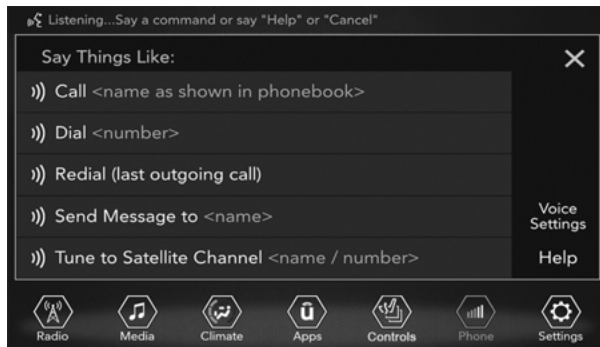 Listening...Say a command or say "Help" or "Cancel"
Say Things Like:
Call <name as shown in phonebook>
Dial <number>
Redial (last outgoing call)
Send Message to <name>
Tune to Satellite Channel <name / number>
Voice
Settings
Help
Radio
Media
Climate
Apps
Controls
Phone
Settings